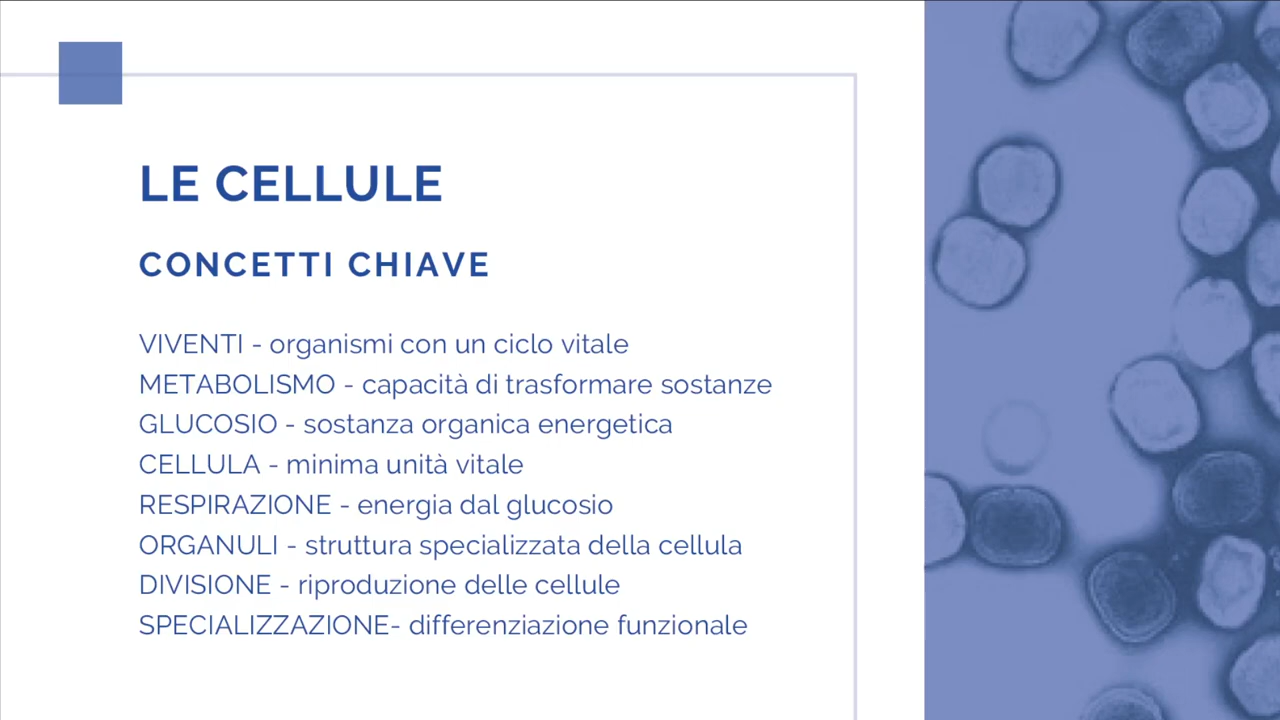 LE CELLULE
CONCETTI CHIAVE
VIVENTI - organismi con un ciclo vitale
METABOLISMO - capacità di trasformare sostanze
GLUCOSIO - sostanza organica energetica
CELLULA - minima unità vitale
RESPIRAZIONE - energia dal glucosio
ORGANULI - struttura specializzata della cellula
DIVISIONE - riproduzione delle cellule
SPECIALIZZAZIONE- differenziazione funzionale